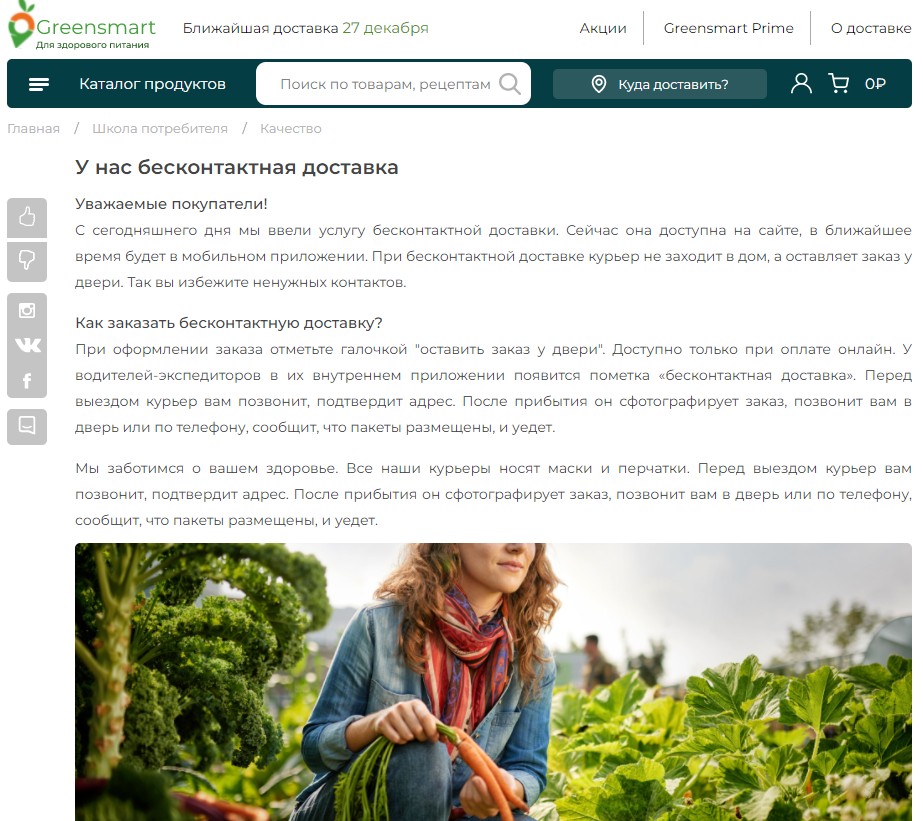 Greensmart
Для здорового питания
Ближайшая доставка 27 декабря
Акции
Greensmart Prime
О доставке
Каталог продуктов
Поиск по товарам, рецептам
Куда доставить?
0₽
Главная / Школа потребителя / Качество
У нас бесконтактная доставка
Уважаемые покупатели!
С сегодняшнего дня мы ввели услугу бесконтактной доставки. Сейчас она доступна на сайте, в ближайшее
время будет в мобильном приложении. При бесконтактной доставке курьер не заходит в дом, а оставляет заказ у
двери. Так вы избежите ненужных контактов.
Как заказать бесконтактную доставку?
При оформлении заказа отметьте галочкой "оставить заказ у двери". Доступно только при оплате онлайн. У
водителей-экспедиторов в их внутреннем приложении появится пометка «бесконтактная доставка». Перед
выездом курьер вам позвонит, подтвердит адрес. После прибытия он сфотографирует заказ, позвонит вам в
дверь или по телефону, сообщит, что пакеты размещены, и уедет.
Мы заботимся о вашем здоровье. Все наши курьеры носят маски и перчатки. Перед выездом курьер вам
позвонит, подтвердит адрес. После прибытия он сфотографирует заказ, позвонит вам в дверь или по телефону,
сообщит, что пакеты размещены, и уедет.